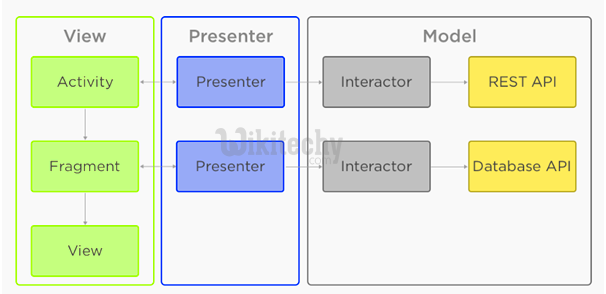 View
Presenter
Model
Activity
Presenter
Interactor
REST API
Wikitechy
.com
Fragment
Presenter
Interactor
Database API
View